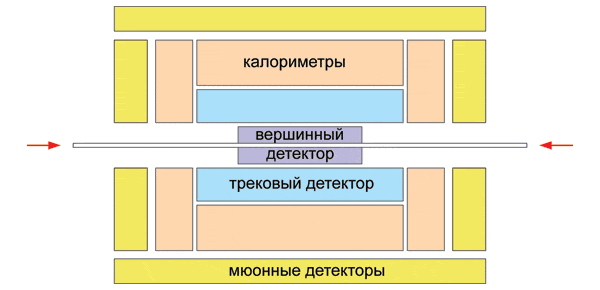 калориметры
вершинный
детектор
трековый детектор
мюонные детекторы